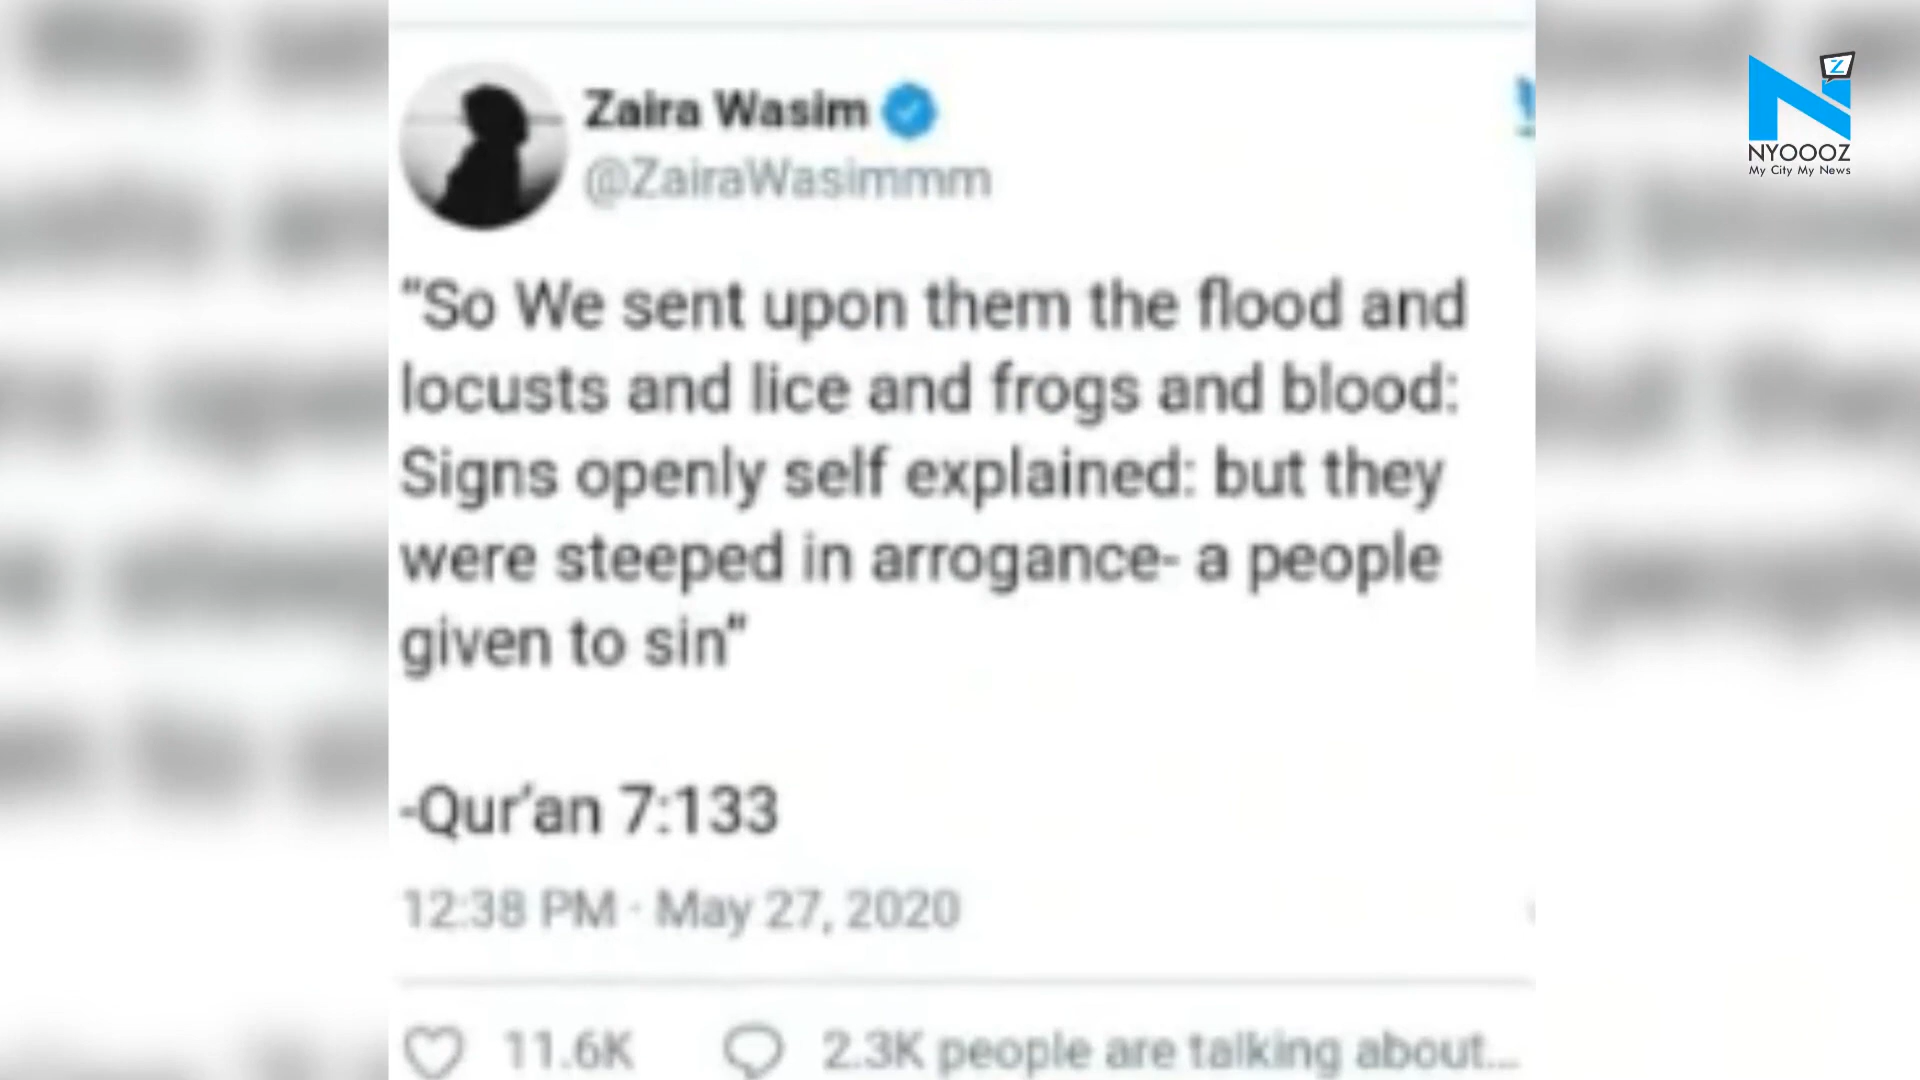 Zaira Wasim
@ZairaWasimmm
"So We sent upon them the flood and
locusts and lice and frogs and blood:
Signs openly self explained: but they
were steeped in arrogance- a people
given to sin"
-Qur'an 7:133
12:38 PM · May 27, 2020
11.6K 2.3K people are talking about...
Z
NYOOOZ
My City My News